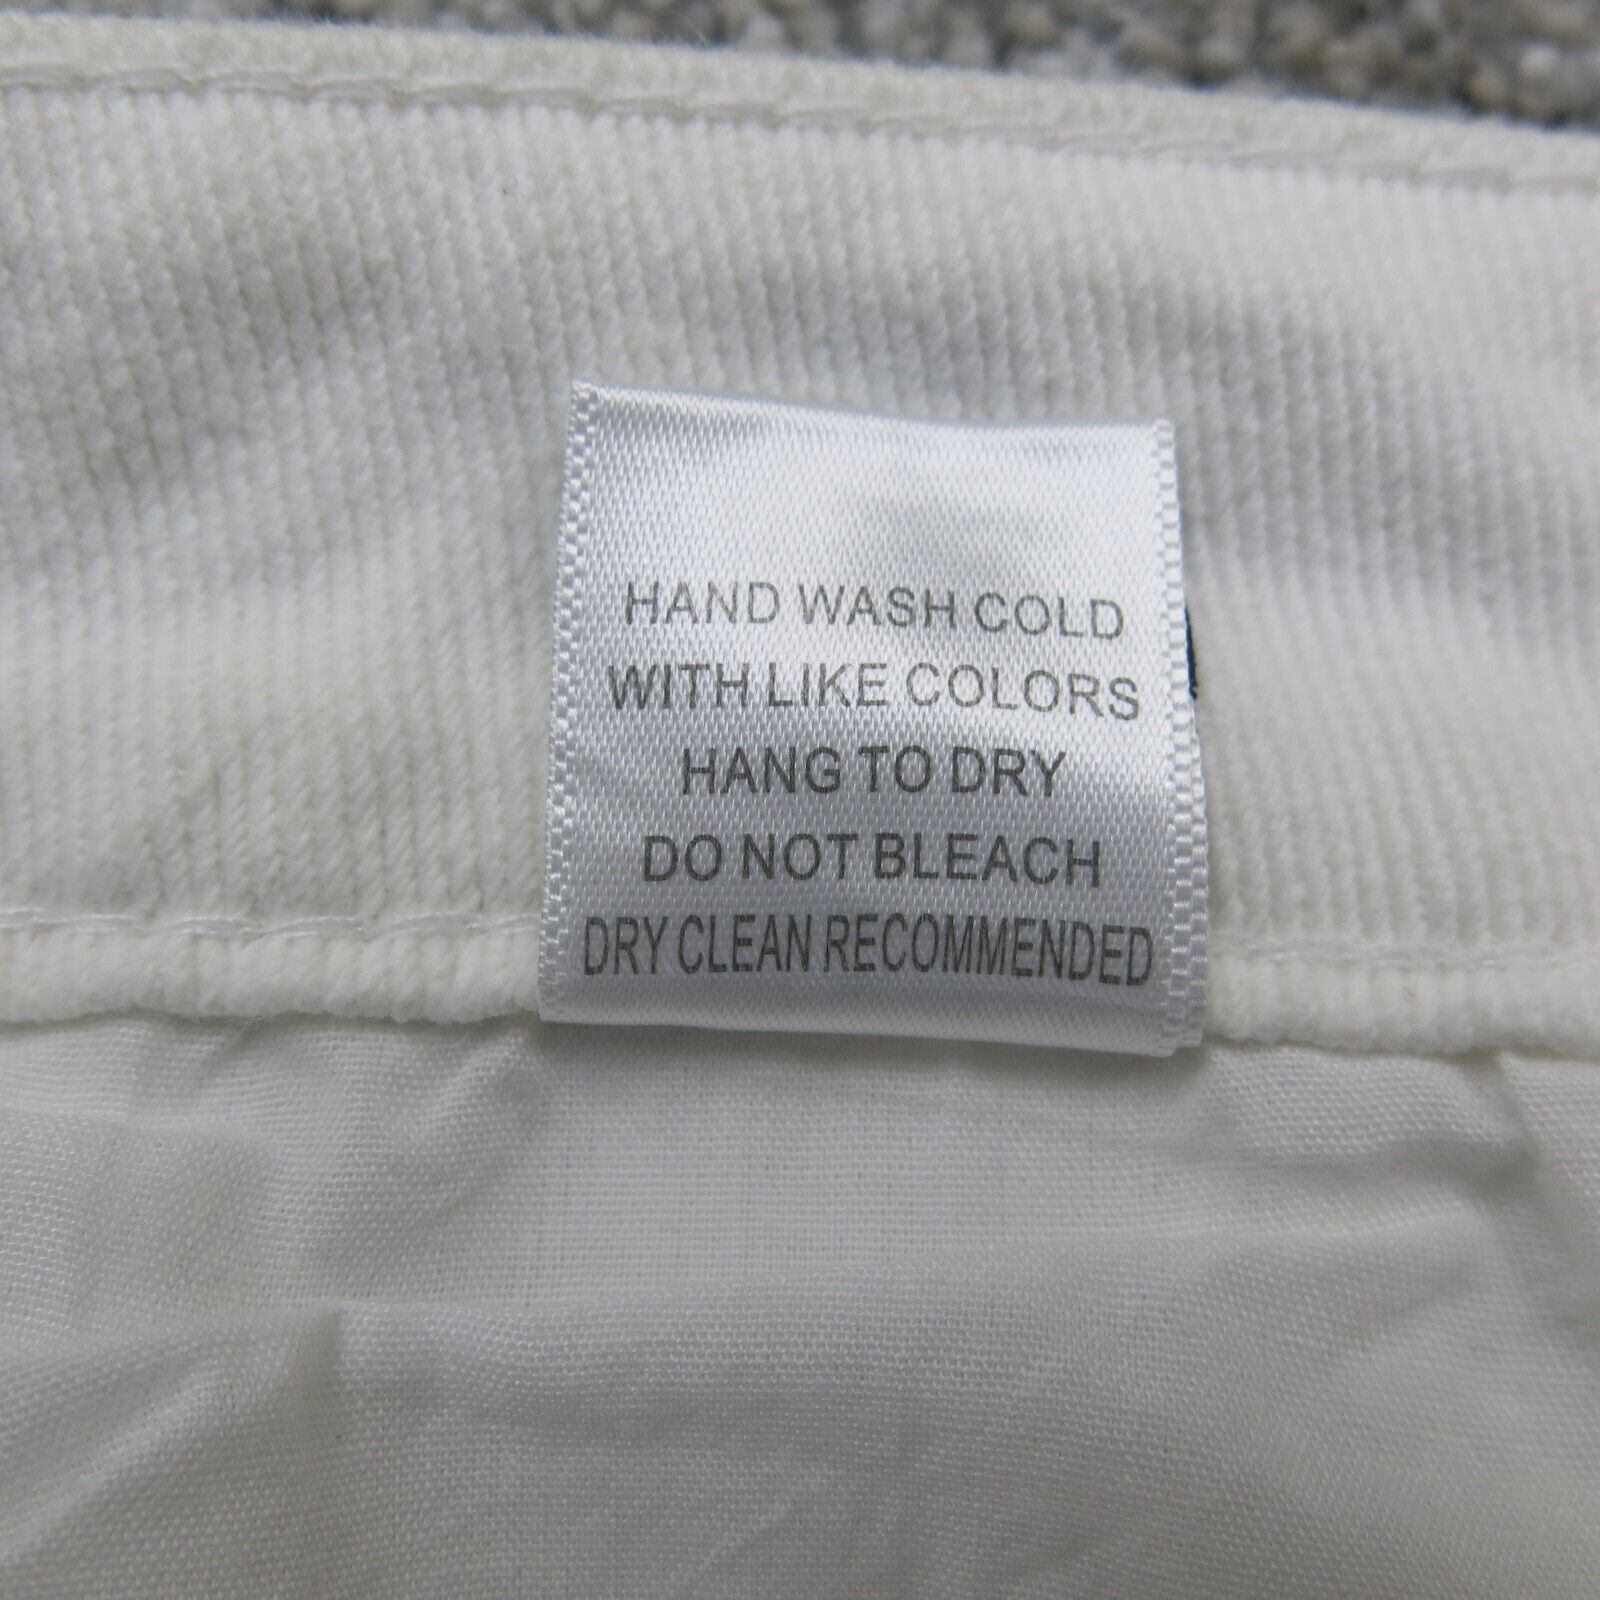 HAND WASH COLD
WITH LIKE COLORS
HANG TO DRY
DO NOT BLEACH
DRY CLEAN RECOMMENDED